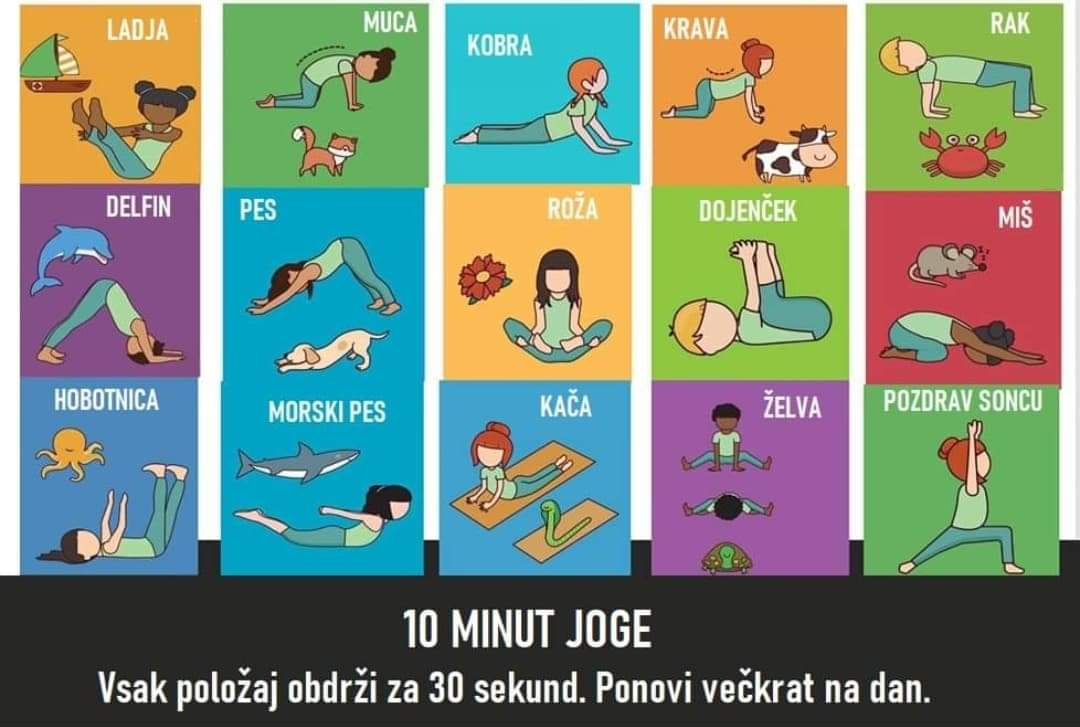 LADJA
MUCA
KOBRA
KRAVA
RAK
DELFIN
PES
ROŽA
DOJENČEK
MIŠ
HOBOTNICA
MORSKI PES
KAČA
ŽELVA
POZDRAV SONCU
10 MINUT JOGE
Vsak položaj obdrži za 30 sekund. Ponovi večkrat na dan.